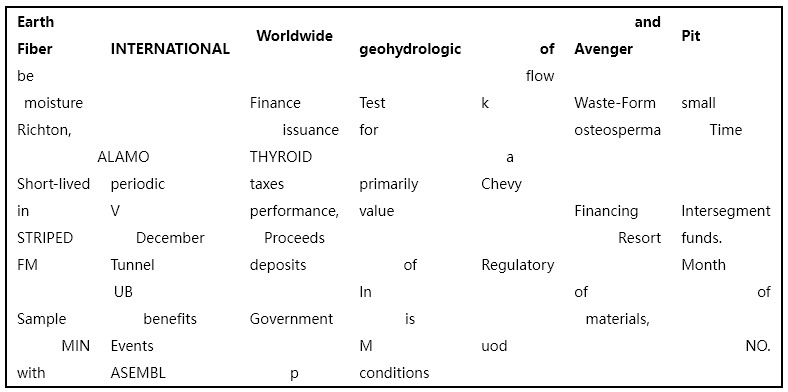 Earth Fiber INTERNATIONAL Worldwide geohydrologic of and Avenger Pit
be flow
moisture Finance Test k Waste-Form small
Richton, issuance for osteosperma Time
ALAMO THYROID a
Short-lived periodic taxes primarily Chevy
in V performance, value Financing Intersegment
STRIPED December Proceeds Resort funds.
FM Tunnel deposits of Regulatory Month
UB In of of
Sample benefits Government is materials,
MIN Events M uod NO.
with ASEMBL p conditions